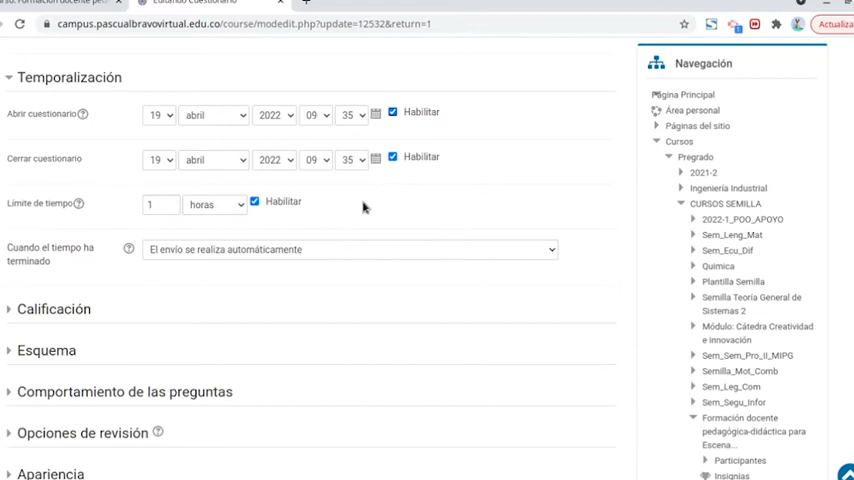 Editando Cuestionario
campus.pascualbravovirtual.edu.co/course/modedit.php?update=12532&return=1
Actualiza
Temporalización
Abrir cuestionario
19 abril 2022 09 35 Habilitar
Cerrar cuestionario
19 abril 2022 09 35 Habilitar
Límite de tiempo
1 horas Habilitar
Cuando el tiempo ha
terminado
El envío se realiza automáticamente
Calificación
Esquema
Comportamiento de las preguntas
Opciones de revisión
Apariencia
Navegación
Página Principal
Área personal
Páginas del sitio
Cursos
Pregrado
2021-2
Ingeniería Industrial
CURSOS SEMILLA
2022-1_POO_APOYO
Sem_Leng_Mat
Sem_Ecu_Dif
Quimica
Plantilla Semilla
Semilla Teoría General de
Sistemas 2
Módulo: Cátedra Creatividad
e innovación
Sem_Sem_Pro_II_MIPG
Semilla_Mot_Comb
Sem_Leg_Com
Sem_Segu_Infor
Formación docente
pedagógica-didáctica para
Escena...
Participantes
Insignias